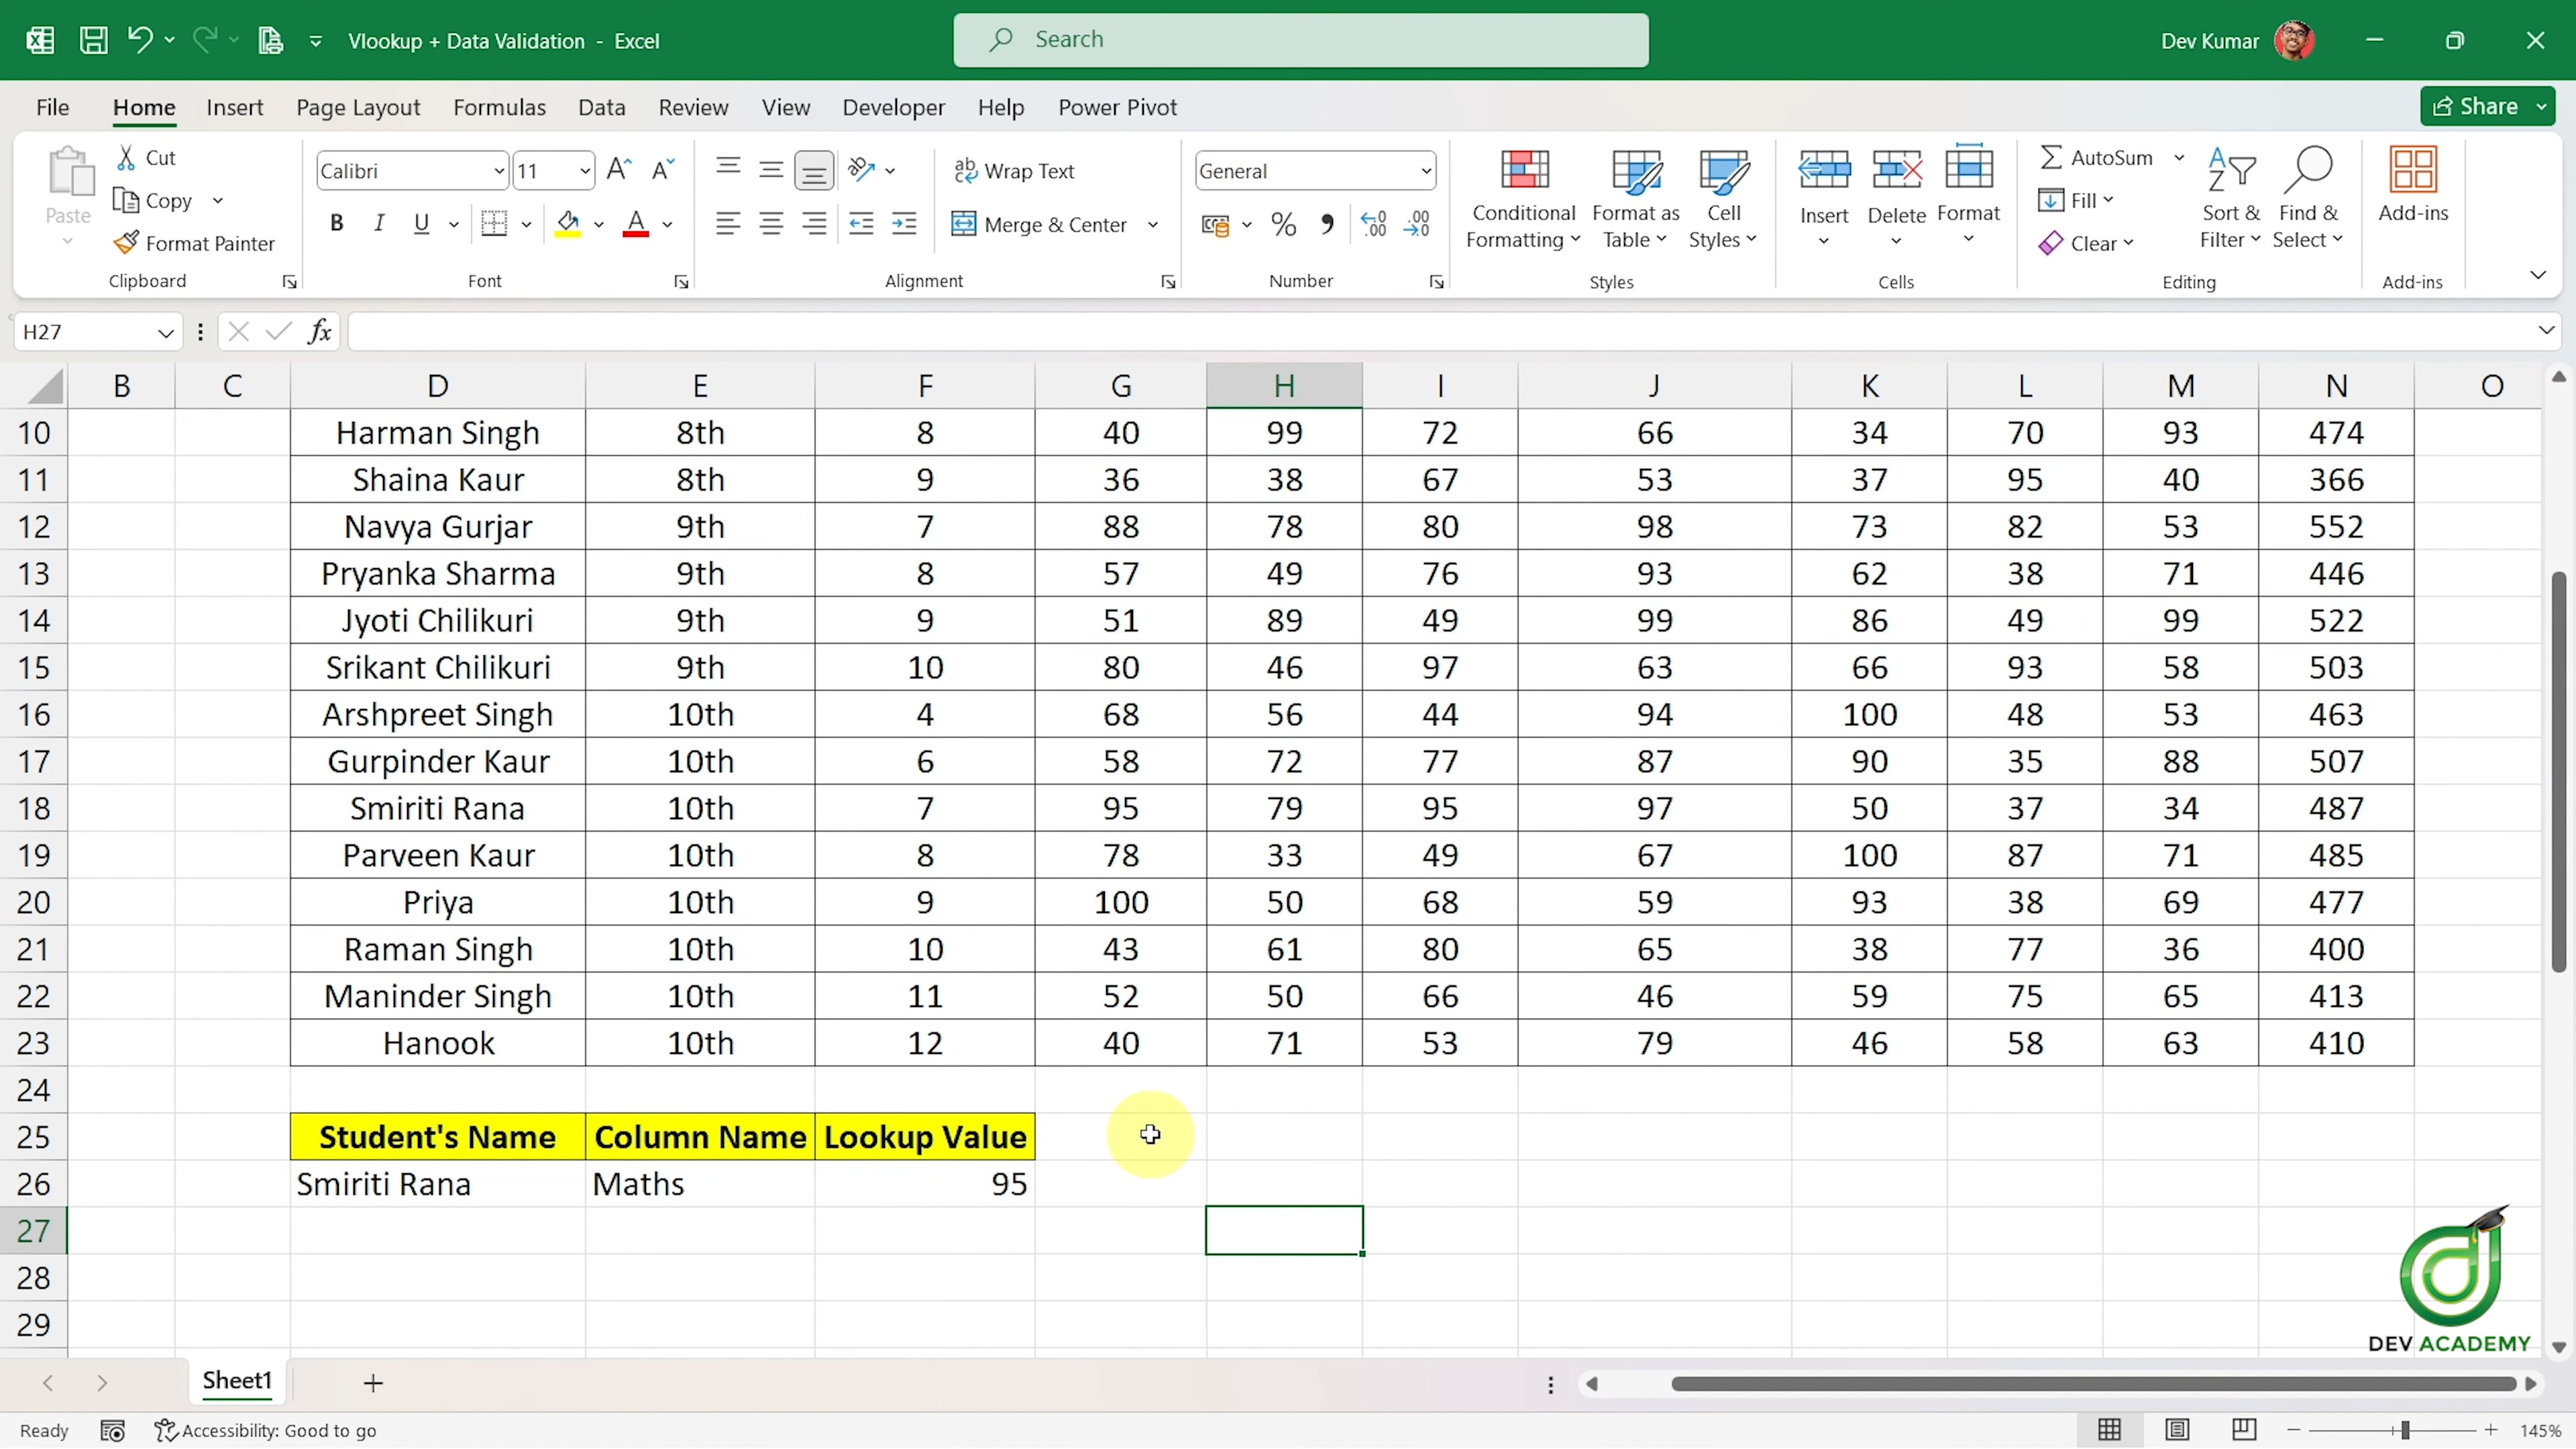 Vlookup + Data Validation - Excel
Search
Dev Kumar
File Home Insert Page Layout Formulas Data Review View Developer Help Power Pivot
Share
Paste
Cut
Copy
Format Painter
Clipboard
Calibri 11
B I U A
Font
Wrap Text
Merge & Center
Alignment
General
% 9
Number
Conditional Formatting
Format as Table
Cell Styles
Styles
Insert
Delete
Format
Cells
AutoSum
Fill
Clear
Sort & Filter
Find & Select
Editing
Add-ins
Add-ins
H27
fx
B C D E F G H I J K L M N O
10 Harman Singh 8th 8 40 99 72 66 34 70 93 474
11 Shaina Kaur 8th 9 36 38 67 53 37 95 40 366
12 Navya Gurjar 9th 7 88 78 80 98 73 82 53 552
13 Pryanka Sharma 9th 8 57 49 76 93 62 38 71 446
14 Jyoti Chilikuri 9th 9 51 89 49 99 86 49 99 522
15 Srikant Chilikuri 9th 10 80 46 97 63 66 93 58 503
16 Arshpreet Singh 10th 4 68 56 44 94 100 48 53 463
17 Gurpinder Kaur 10th 6 58 72 77 87 90 35 88 507
18 Smiriti Rana 10th 7 95 79 95 97 50 37 34 487
19 Parveen Kaur 10th 8 78 33 49 67 100 87 71 485
20 Priya 10th 9 100 50 68 59 93 38 69 477
21 Raman Singh 10th 10 43 61 80 65 38 77 36 400
22 Maninder Singh 10th 11 52 50 66 46 59 75 65 413
23 Hanook 10th 12 40 71 53 79 46 58 63 410
24
25 Student's Name Column Name Lookup Value
26 Smiriti Rana Maths 95
27
28
29
DEV ACADEMY
Sheet1
Ready
Accessibility: Good to go
145%